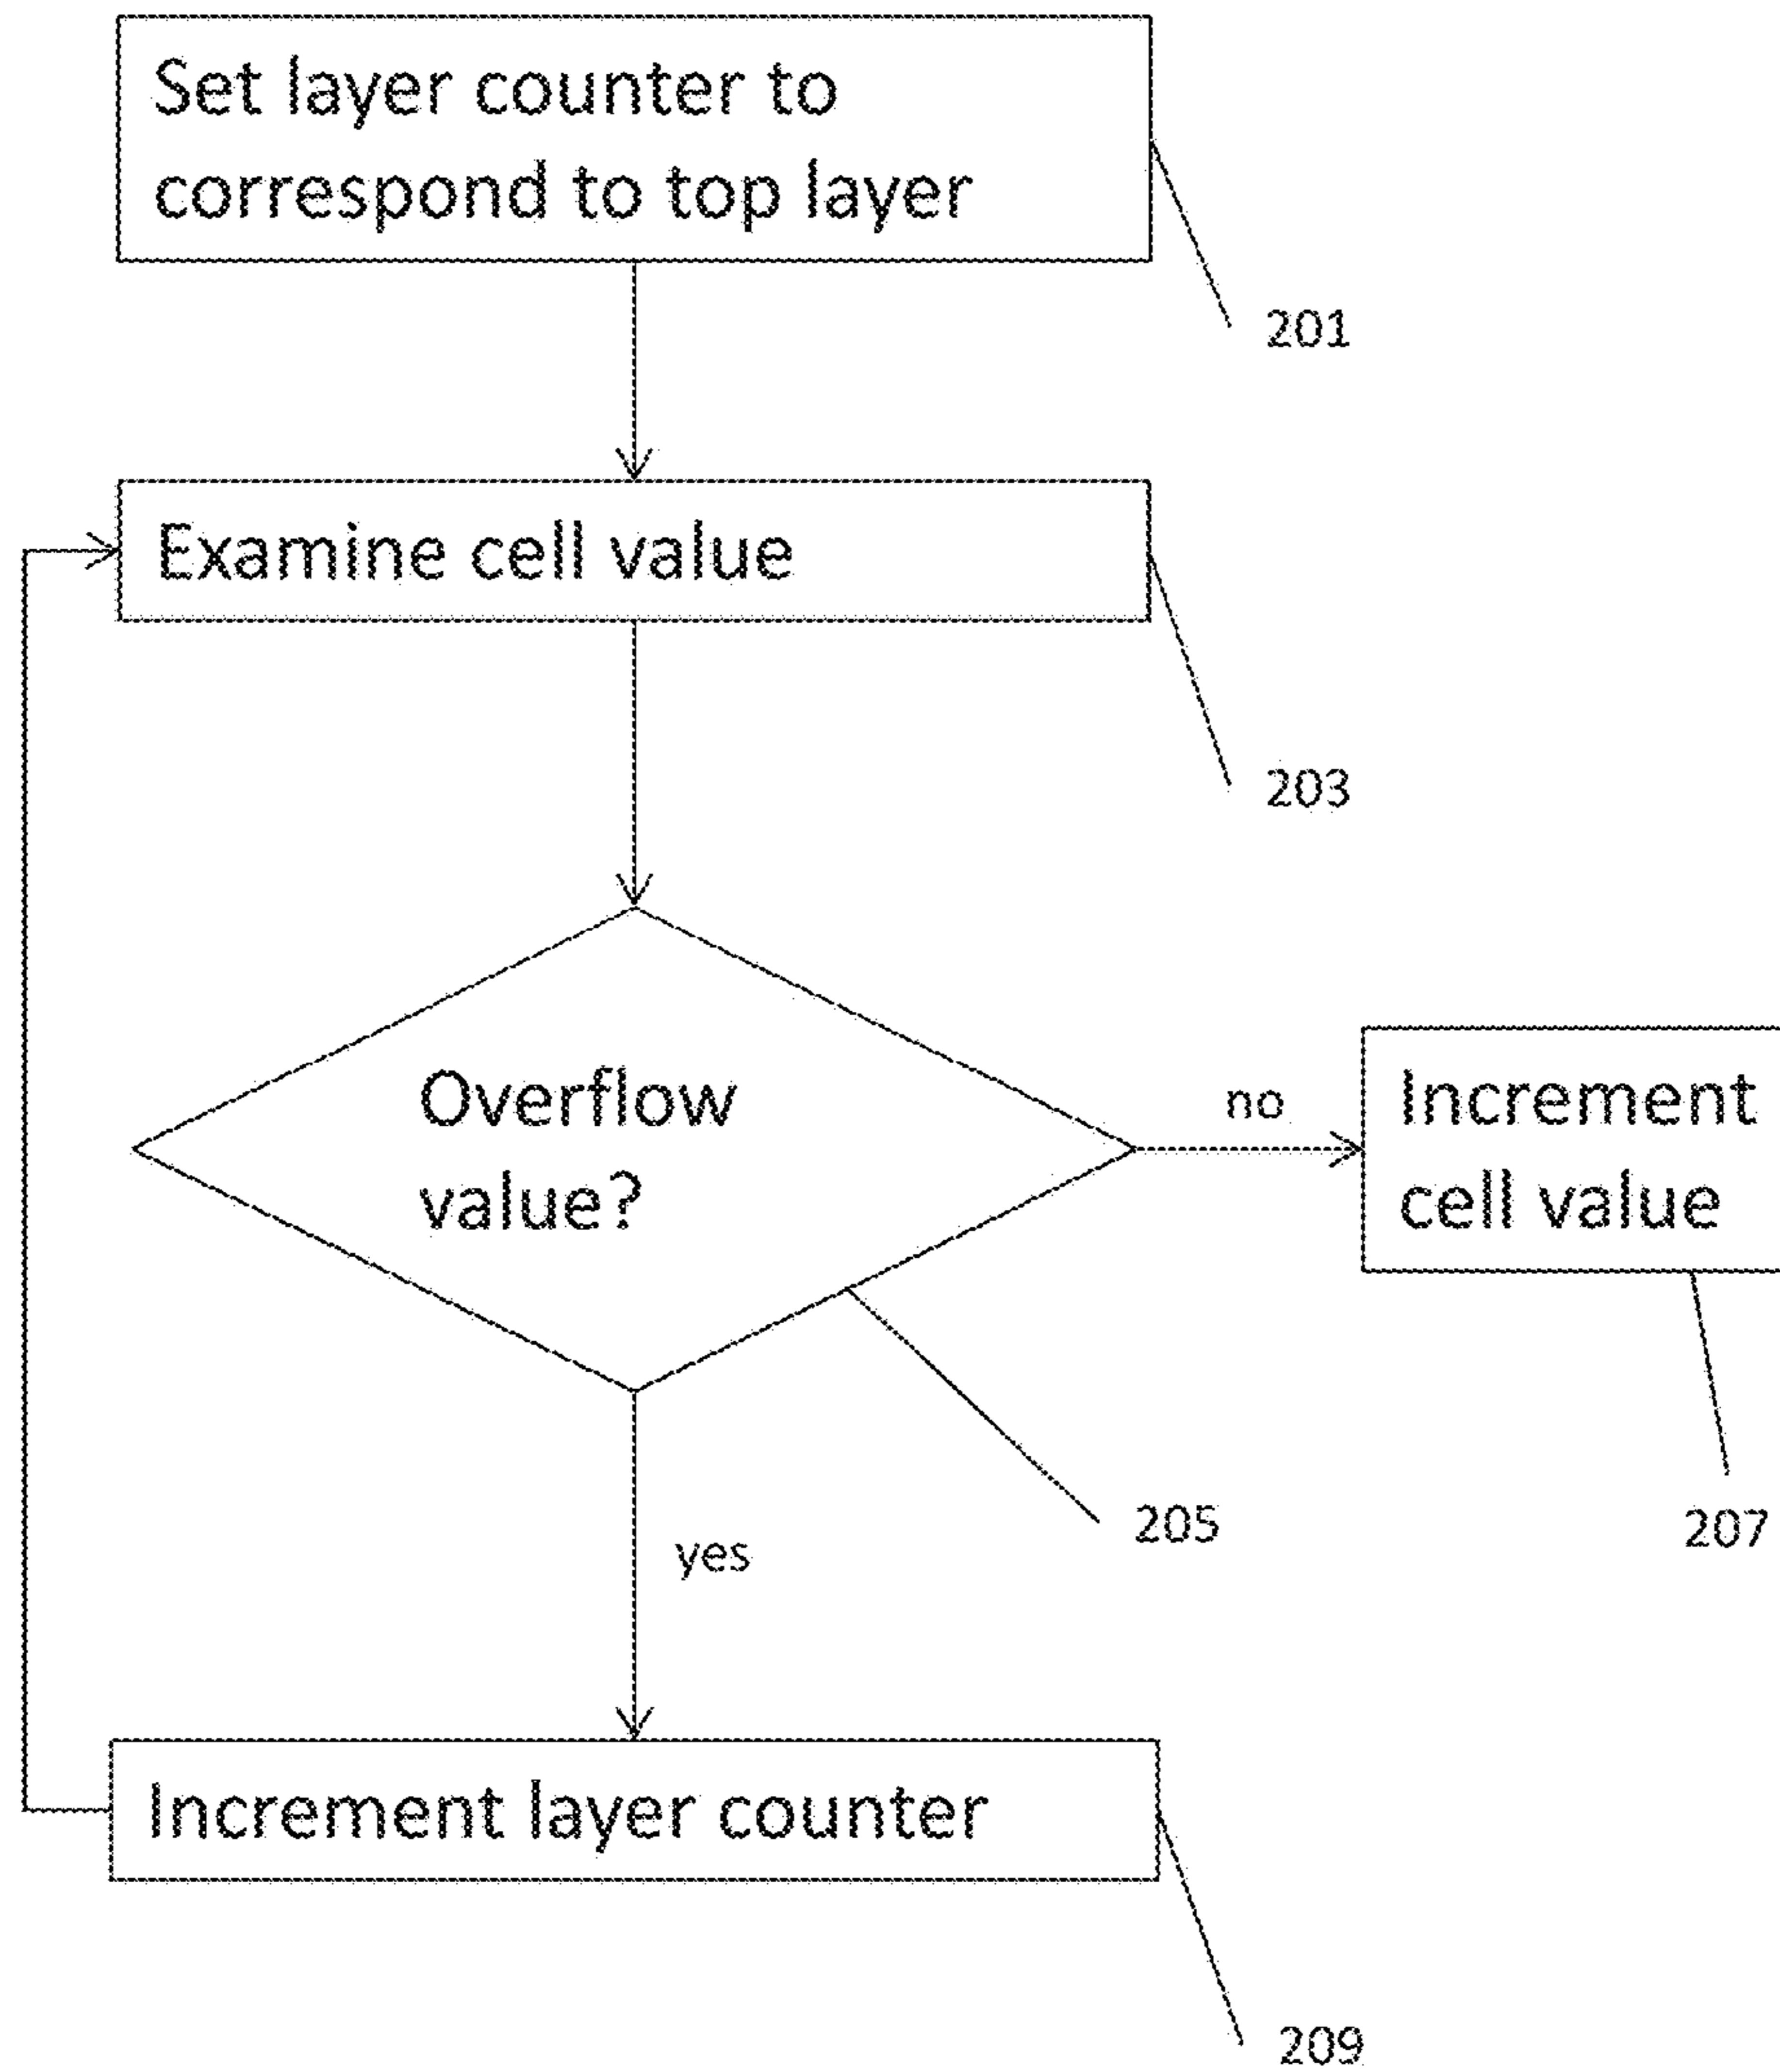 Set layer counter to
correspond to top layer
201
Examine cell value
203
Overflow
value?
no
Increment
cell value
205
207
yes
Increment layer counter
209